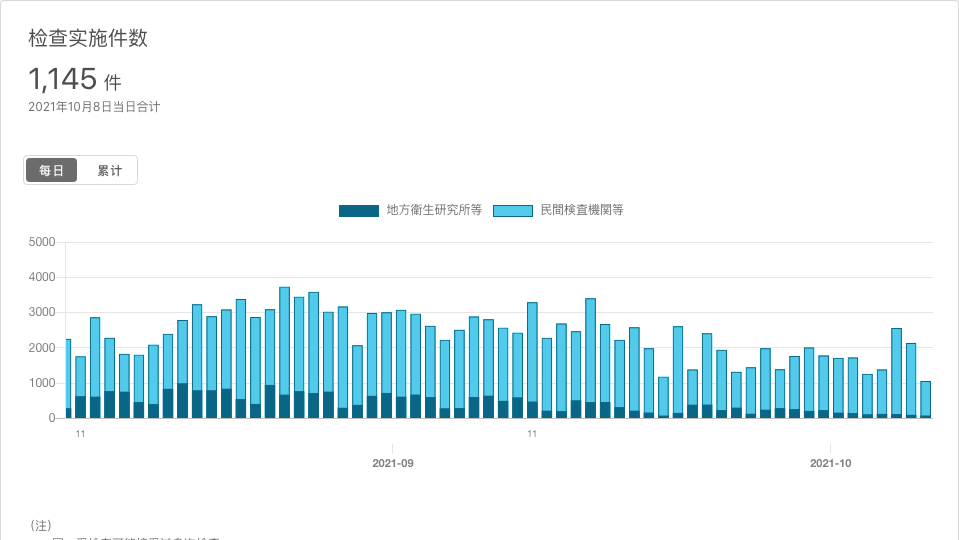 检查实施件数
1,145 件
2021年10月8日当日合计
每日 累计
地方衛生研究所等 民間検査機関等
5000
4000
3000
2000
1000
0
11 11
2021-09 2021-10
(注)